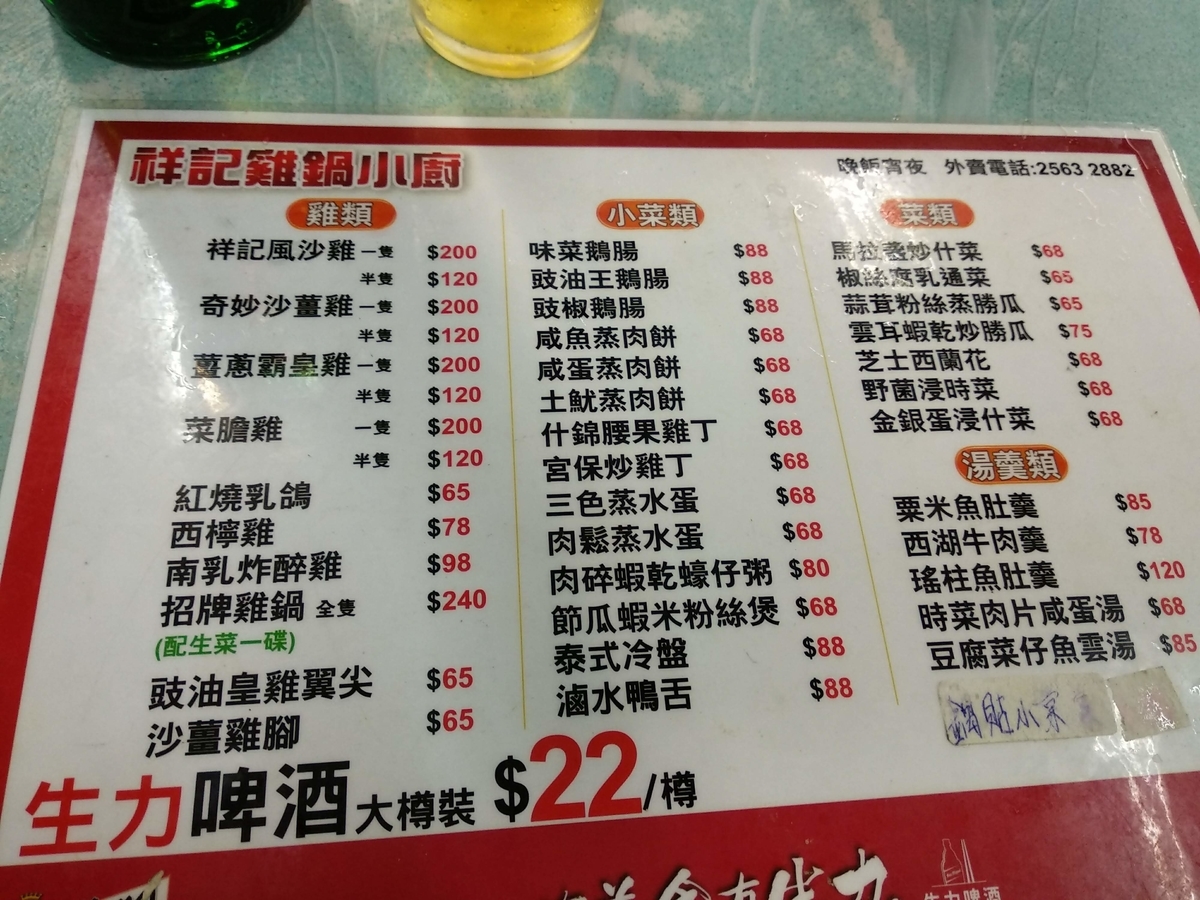 祥記雞鍋小廚
晚飯宵夜 外賣電話:2563 2882
雞類
祥記風沙雞 一隻 $200
半隻 $120
奇妙沙薑雞 一隻 $200
半隻 $120
薑蔥霸皇雞 一隻 $200
半隻 $120
菜膽雞 一隻 $200
半隻 $120
紅燒乳鴿 $65
西檸雞 $78
南乳炸醉雞 $98
招牌雞鍋 全隻 $240
(配生菜一碟)
豉油皇雞翼尖 $65
沙薑雞腳 $65
小菜類
味菜鵝腸 $88
豉油王鵝腸 $88
豉椒鵝腸 $88
咸魚蒸肉餅 $68
咸蛋蒸肉餅 $68
土魷蒸肉餅 $68
什錦腰果雞丁 $68
宮保炒雞丁 $68
三色蒸水蛋 $68
肉鬆蒸水蛋 $68
肉碎蝦乾蠔仔粥 $80
節瓜蝦米粉絲煲 $68
泰式冷盤 $88
滷水鴨舌 $88
菜類
馬拉盞炒什菜 $68
椒絲腐乳通菜 $65
蒜茸粉絲蒸勝瓜 $65
雲耳蝦乾炒勝瓜 $75
芝士西蘭花 $68
野菌浸時菜 $68
金銀蛋浸什菜 $68
湯羹類
粟米魚肚羹 $85
西湖牛肉羹 $78
瑤柱魚肚羹 $120
時菜肉片咸蛋湯 $68
豆腐菜仔魚雲湯 $85
生力啤酒 大樽裝 $22/樽
生力啤酒